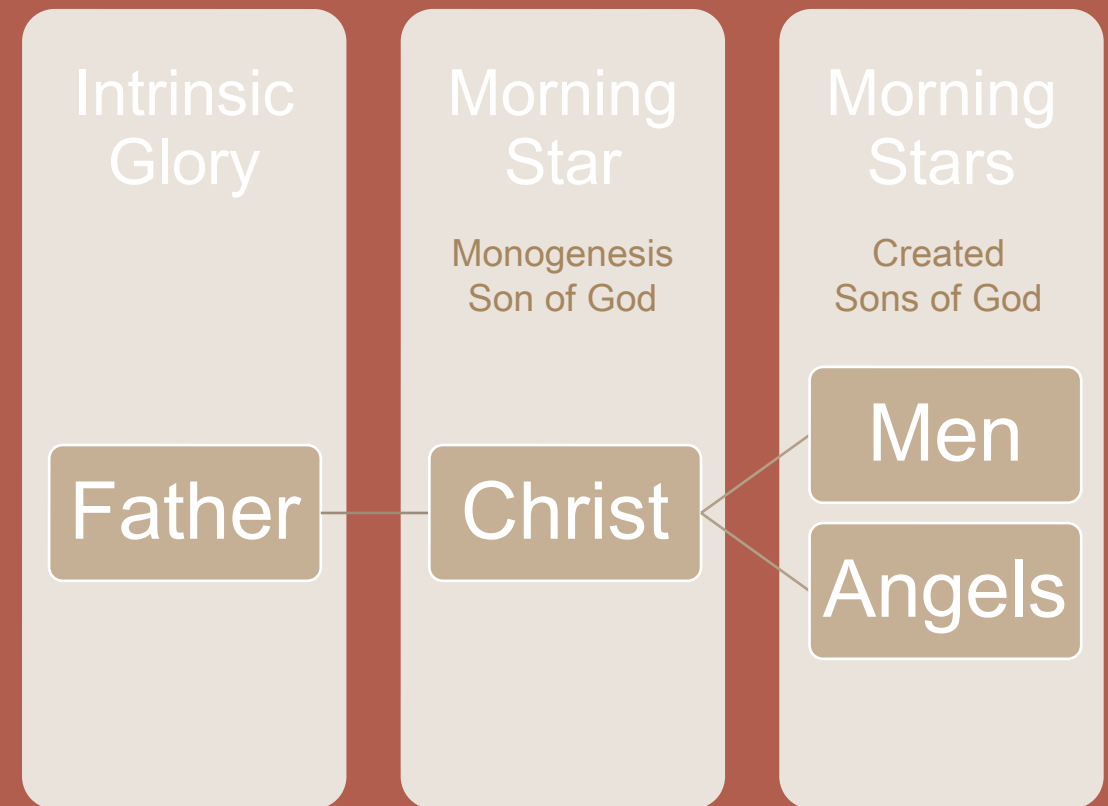 Intrinsic
Glory
Father
Morning
Star
Monogenesis
Son of God
Christ
Morning
Stars
Created
Sons of God
Men
Angels